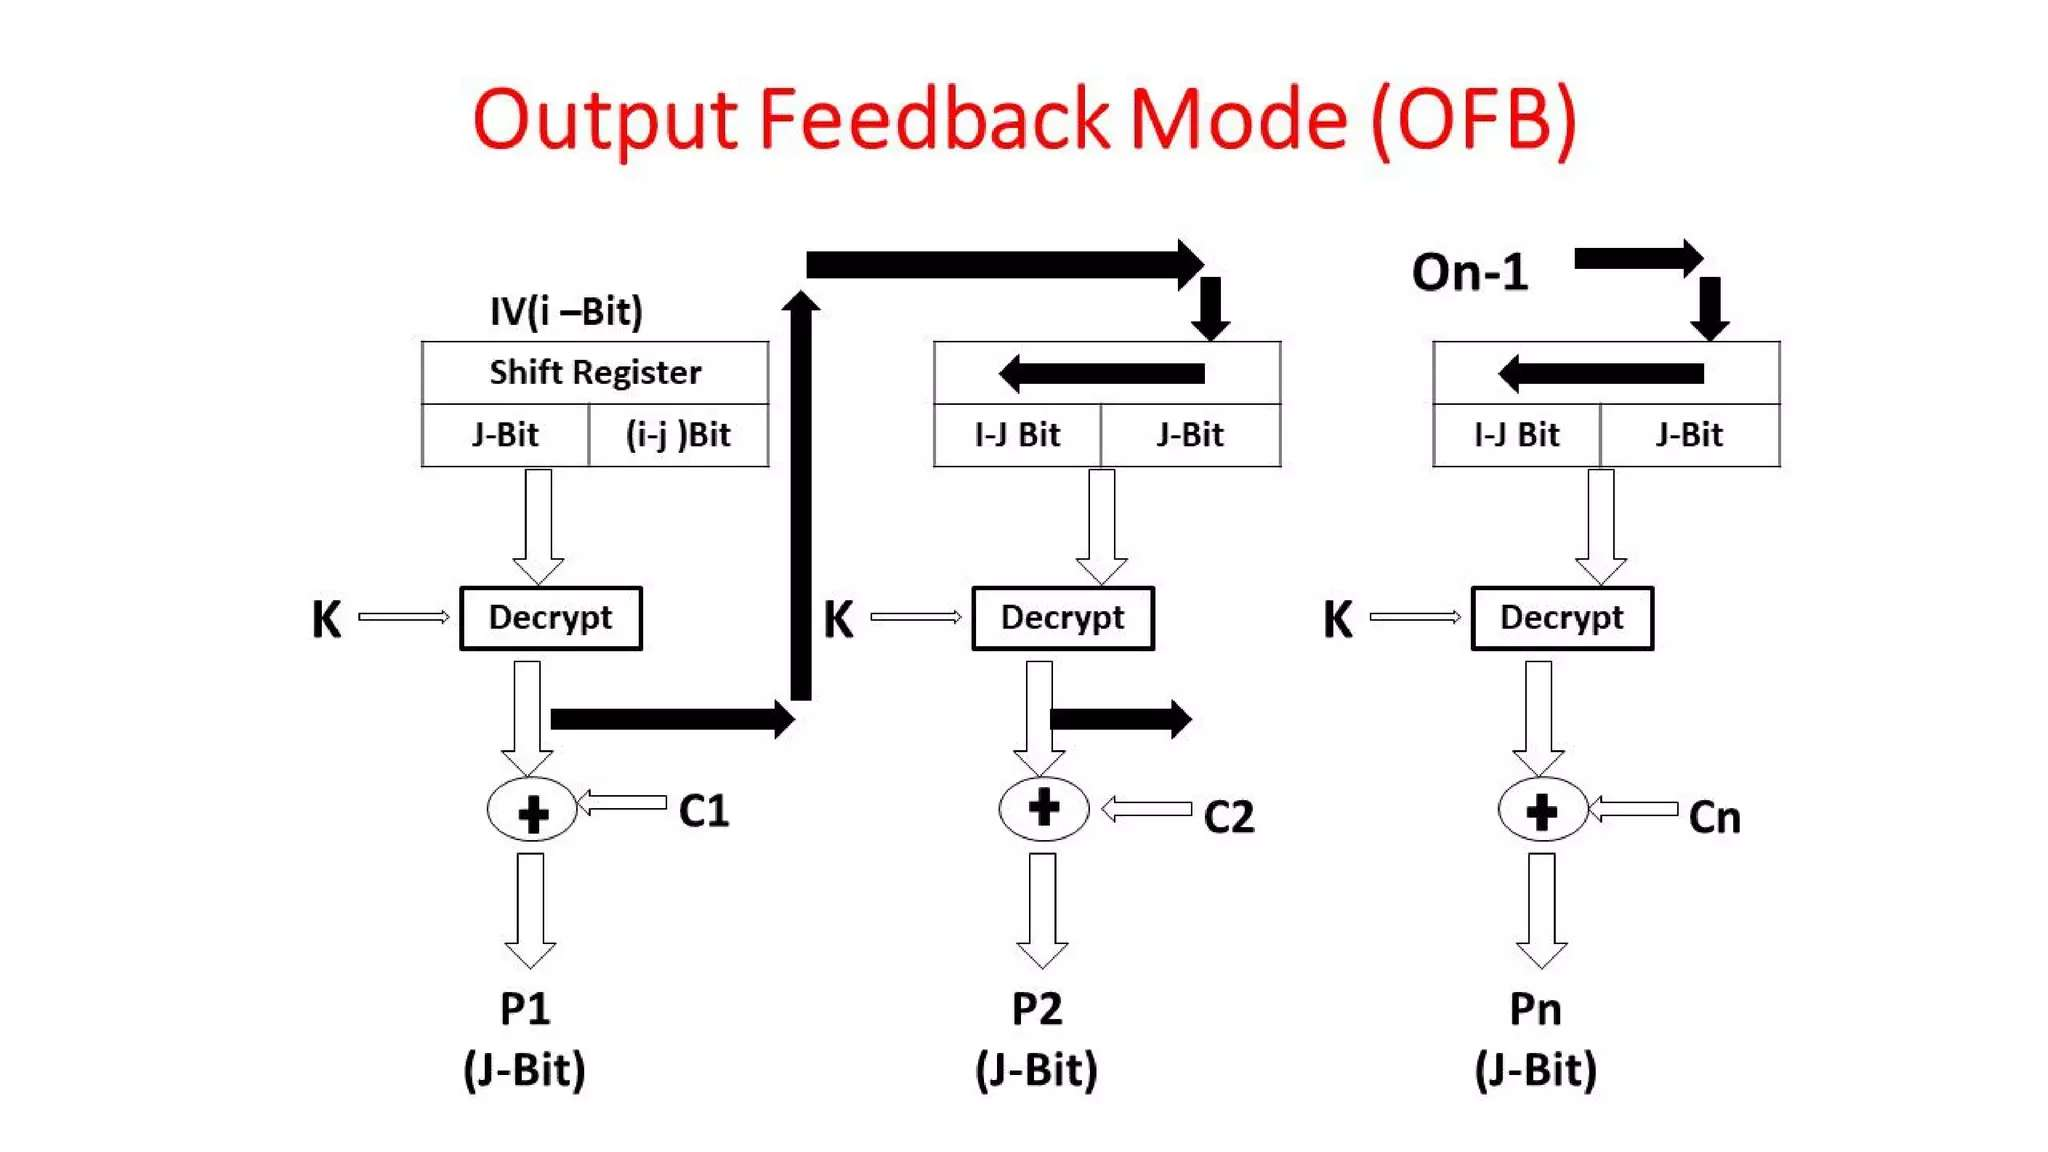 Output Feedback Mode (OFB)
IV(i –Bit)
Shift Register
J-Bit (i-j )Bit
K
Decrypt
+
C1
P1
(J-Bit)
I-J Bit J-Bit
K
Decrypt
+
C2
P2
(J-Bit)
On-1
I-J Bit J-Bit
K
Decrypt
+
Cn
Pn
(J-Bit)